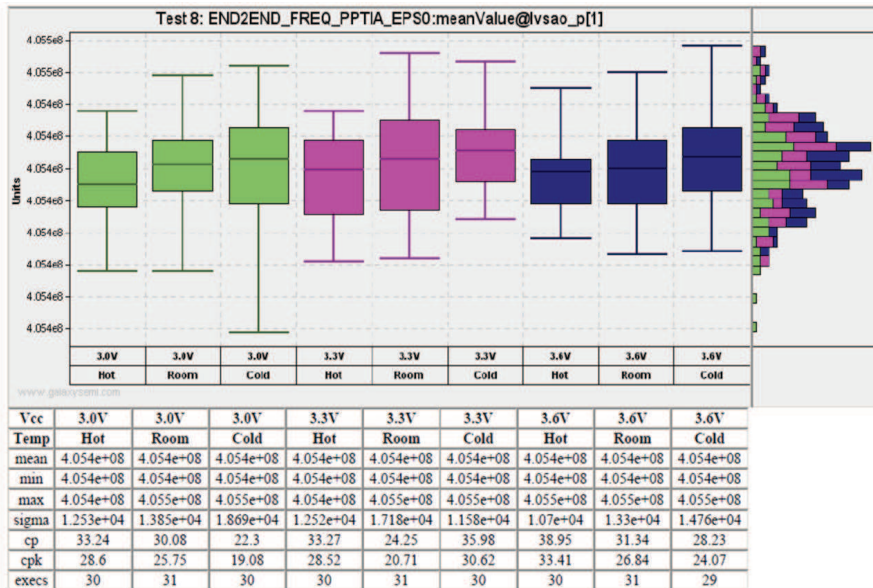 Test 8: END2END_FREQ_PPTIA_EPS0:meanValue@lvsao_p[1]
4.055e8
4.055e8
4.054e8
4.054e8
4.054e8
4.054e8
4.054e8
4.054e8
4.054e8
4.054e8
Units
3.0V 3.0V 3.0V 3.3V 3.3V 3.3V 3.6V 3.6V 3.6V
Hot Room Cold Hot Room Cold Hot Room Cold
www.galaxysemi.com
Vcc 3.0V 3.0V 3.0V 3.3V 3.3V 3.3V 3.6V 3.6V 3.6V
Temp Hot Room Cold Hot Room Cold Hot Room Cold
mean 4.054e+08 4.054e+08 4.054e+08 4.054e+08 4.054e+08 4.054e+08 4.054e+08 4.054e+08 4.054e+08
min 4.054e+08 4.054e+08 4.054e+08 4.054e+08 4.054e+08 4.054e+08 4.054e+08 4.054e+08 4.054e+08
max 4.054e+08 4.055e+08 4.055e+08 4.054e+08 4.055e+08 4.055e+08 4.055e+08 4.055e+08 4.055e+08
sigma 1.253e+04 1.385e+04 1.869e+04 1.252e+04 1.718e+04 1.158e+04 1.07e+04 1.33e+04 1.476e+04
cp 33.24 30.08 22.3 33.27 24.25 35.98 38.95 31.34 28.23
cpk 28.6 25.75 19.08 28.52 20.71 30.62 33.41 26.84 24.07
execs 30 31 30 30 31 30 30 31 29